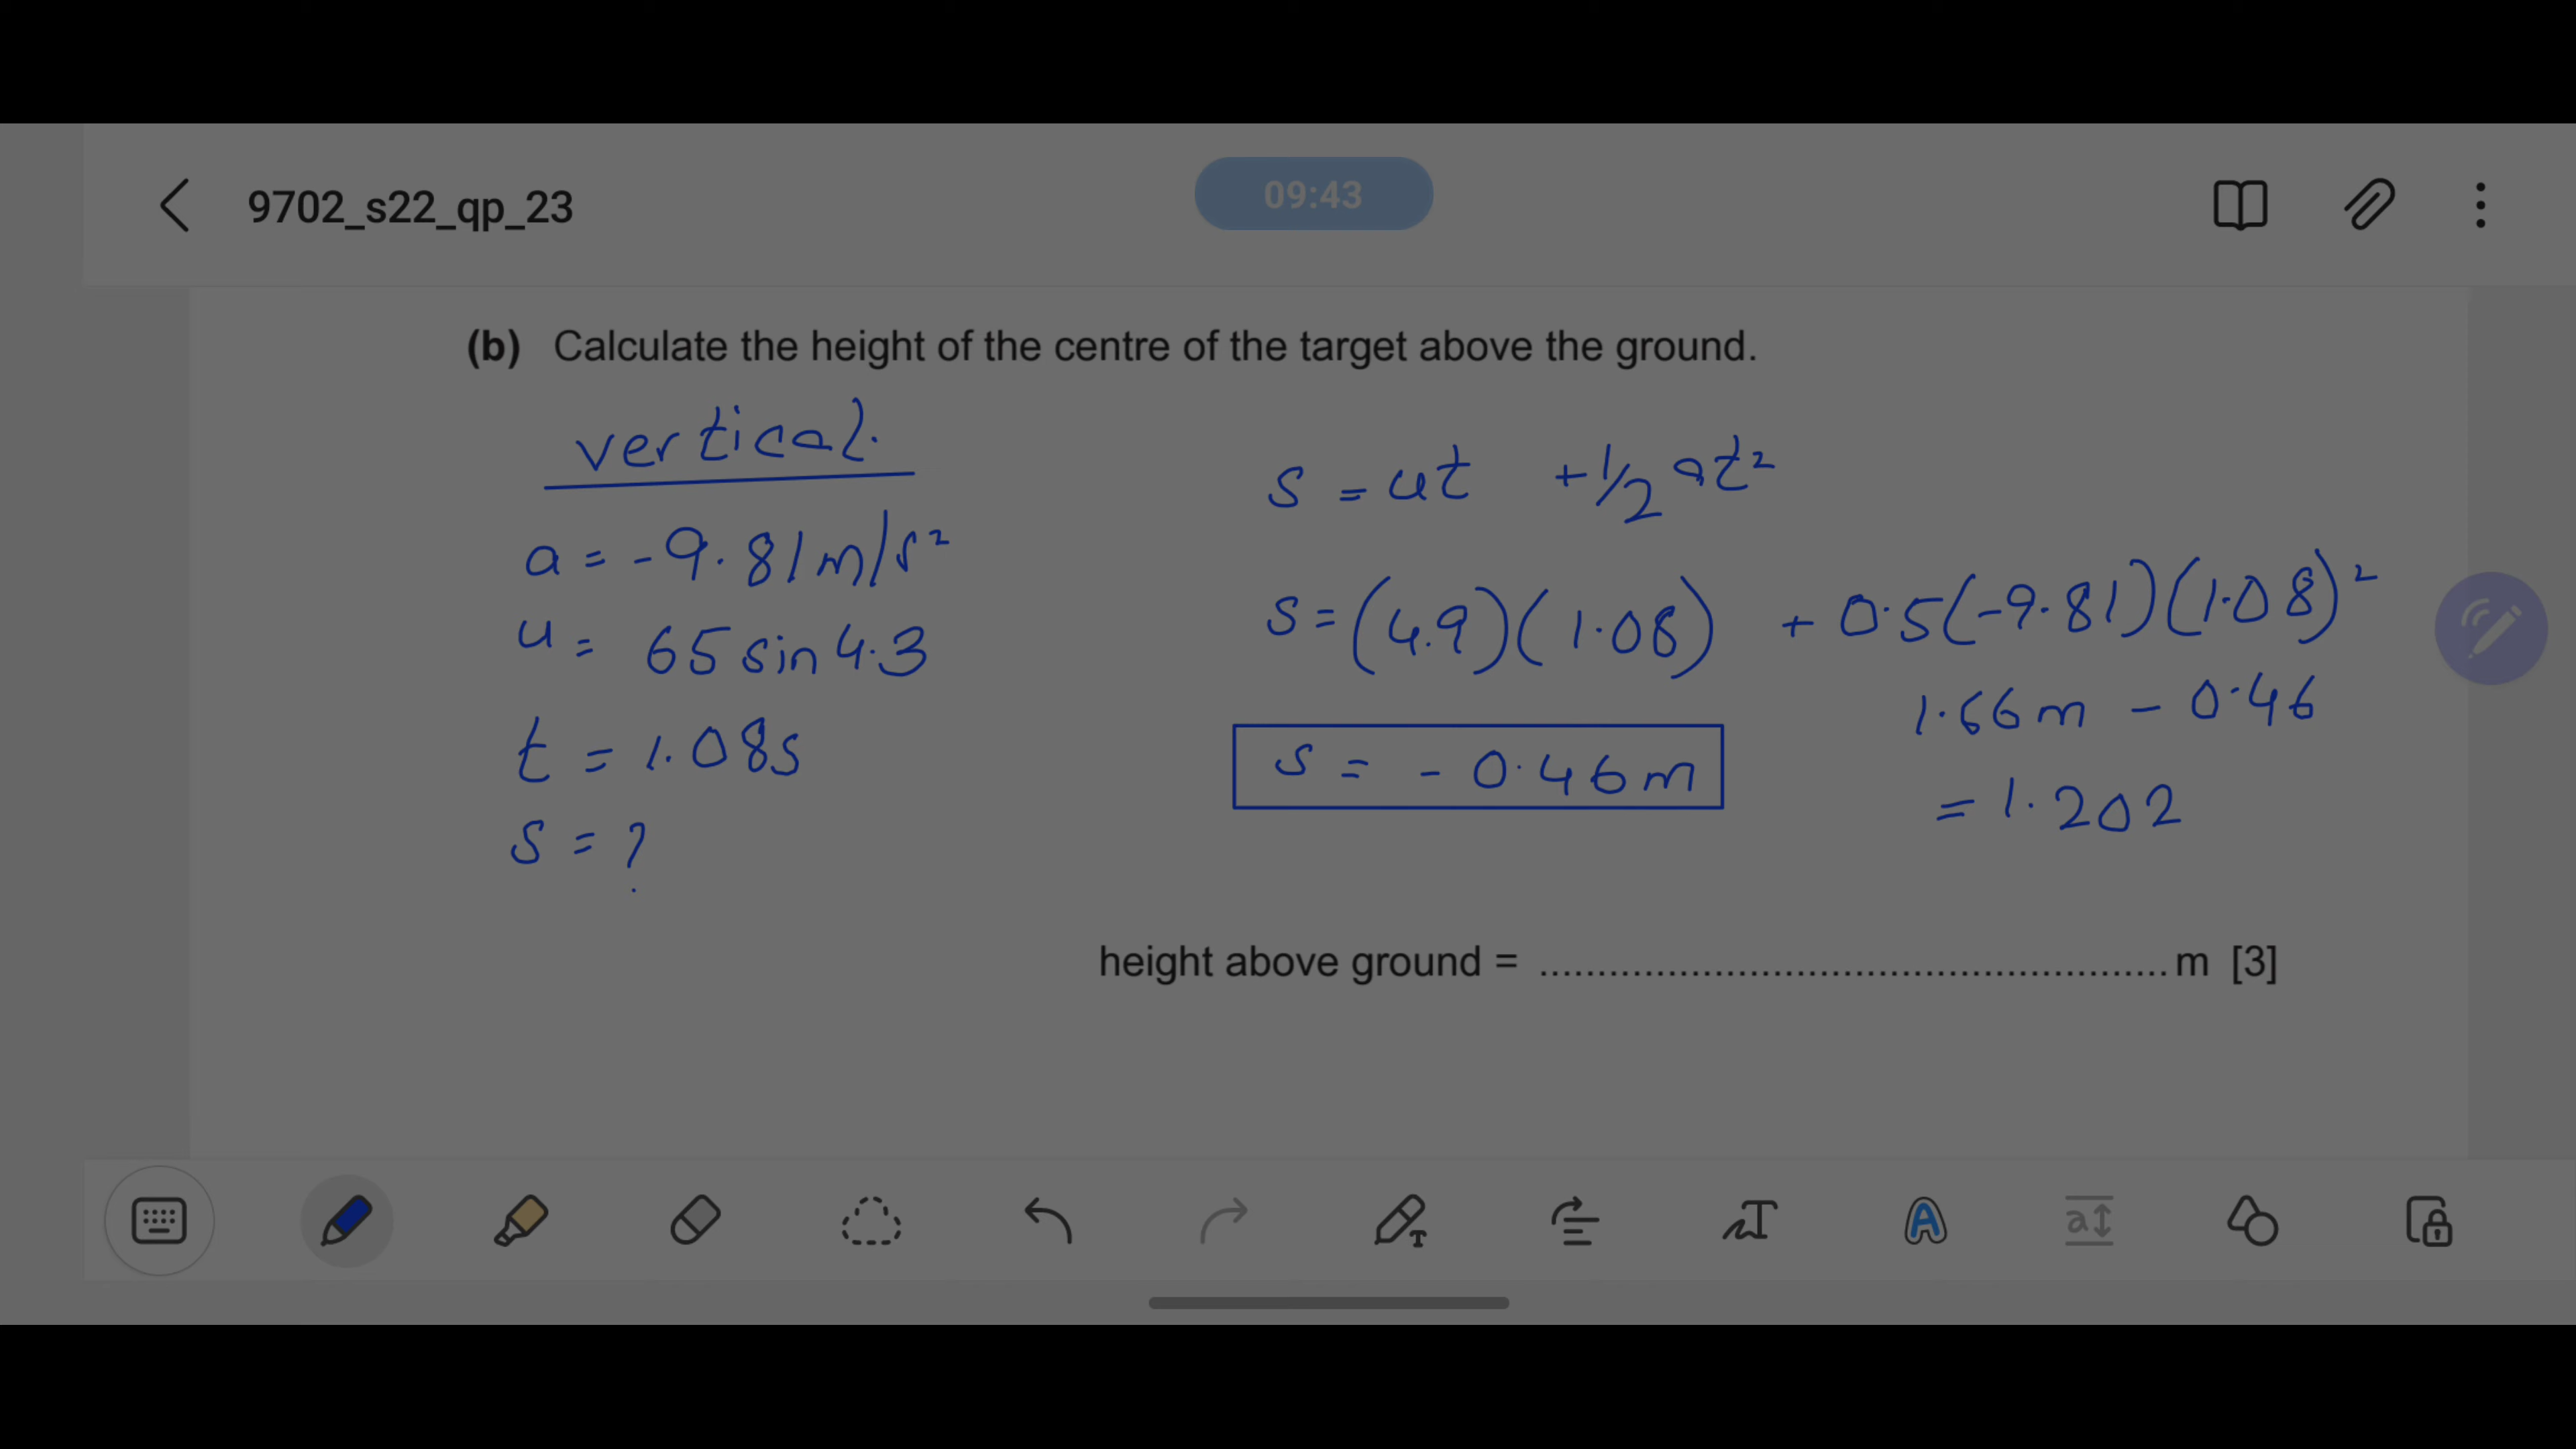 9702_s22_qp_23
09:43
(b) Calculate the height of the centre of the target above the ground.
vertical.
a = -9.81m/s²
u = 65 sin 4.3
t = 1.08s
s = ?
s = ut + 1/2 at²
s = (4.9)(1.08) + 0.5(-9.81)(1.08)²
s = - 0.46m
1.66m - 0.46
= 1.202
height above ground = ...................................................... m [3]
T
T
A
a